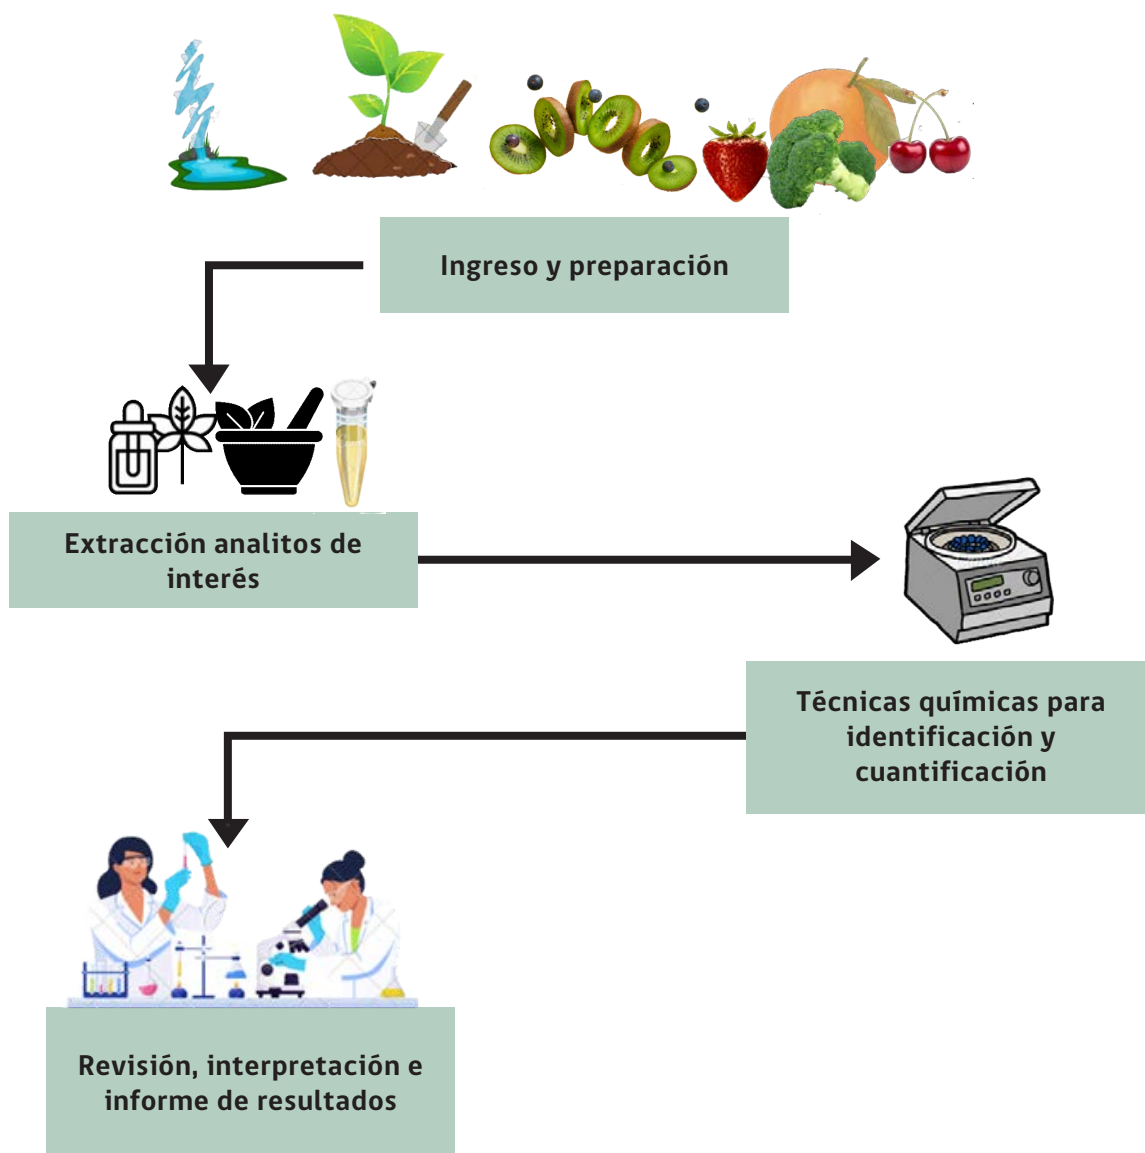 Ingreso y preparación
Extracción analitos de
interés
Técnicas químicas para
identificación y
cuantificación
Revisión, interpretación e
informe de resultados